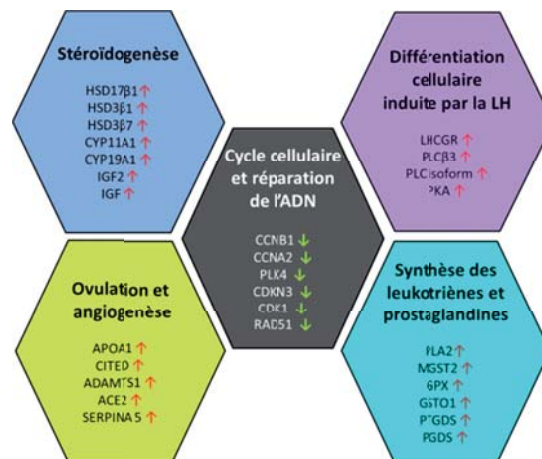 Stéroïdogenèse
HSD17β1 ↑
HSD3β1 ↑
HSD3β7 ↑
CYP11A1 ↑
CYP19A1 ↑
IGF2 ↑
IGF ↑
Différentiation
cellulaire
induite par la LH
LHCGR ↑
PLCβ3 ↑
PLC isoform ↑
PKA ↑
Cycle cellulaire
et réparation
de l'ADN
CCNB1 ↓
CCNA2 ↓
PLK4 ↓
CDKN3 ↓
CDK1 ↓
RAD51 ↓
Ovulation et
angiogenèse
APOA1 ↑
↑
ADAMTS1 ↑
ACE2 ↑
SERPINA5 ↑
Synthèse des
leukotriènes et
prostaglandines
PLA2 ↑
MGST2 ↑
GPX ↑
GSTO1 ↑
PTGDS ↑
PGDS ↑